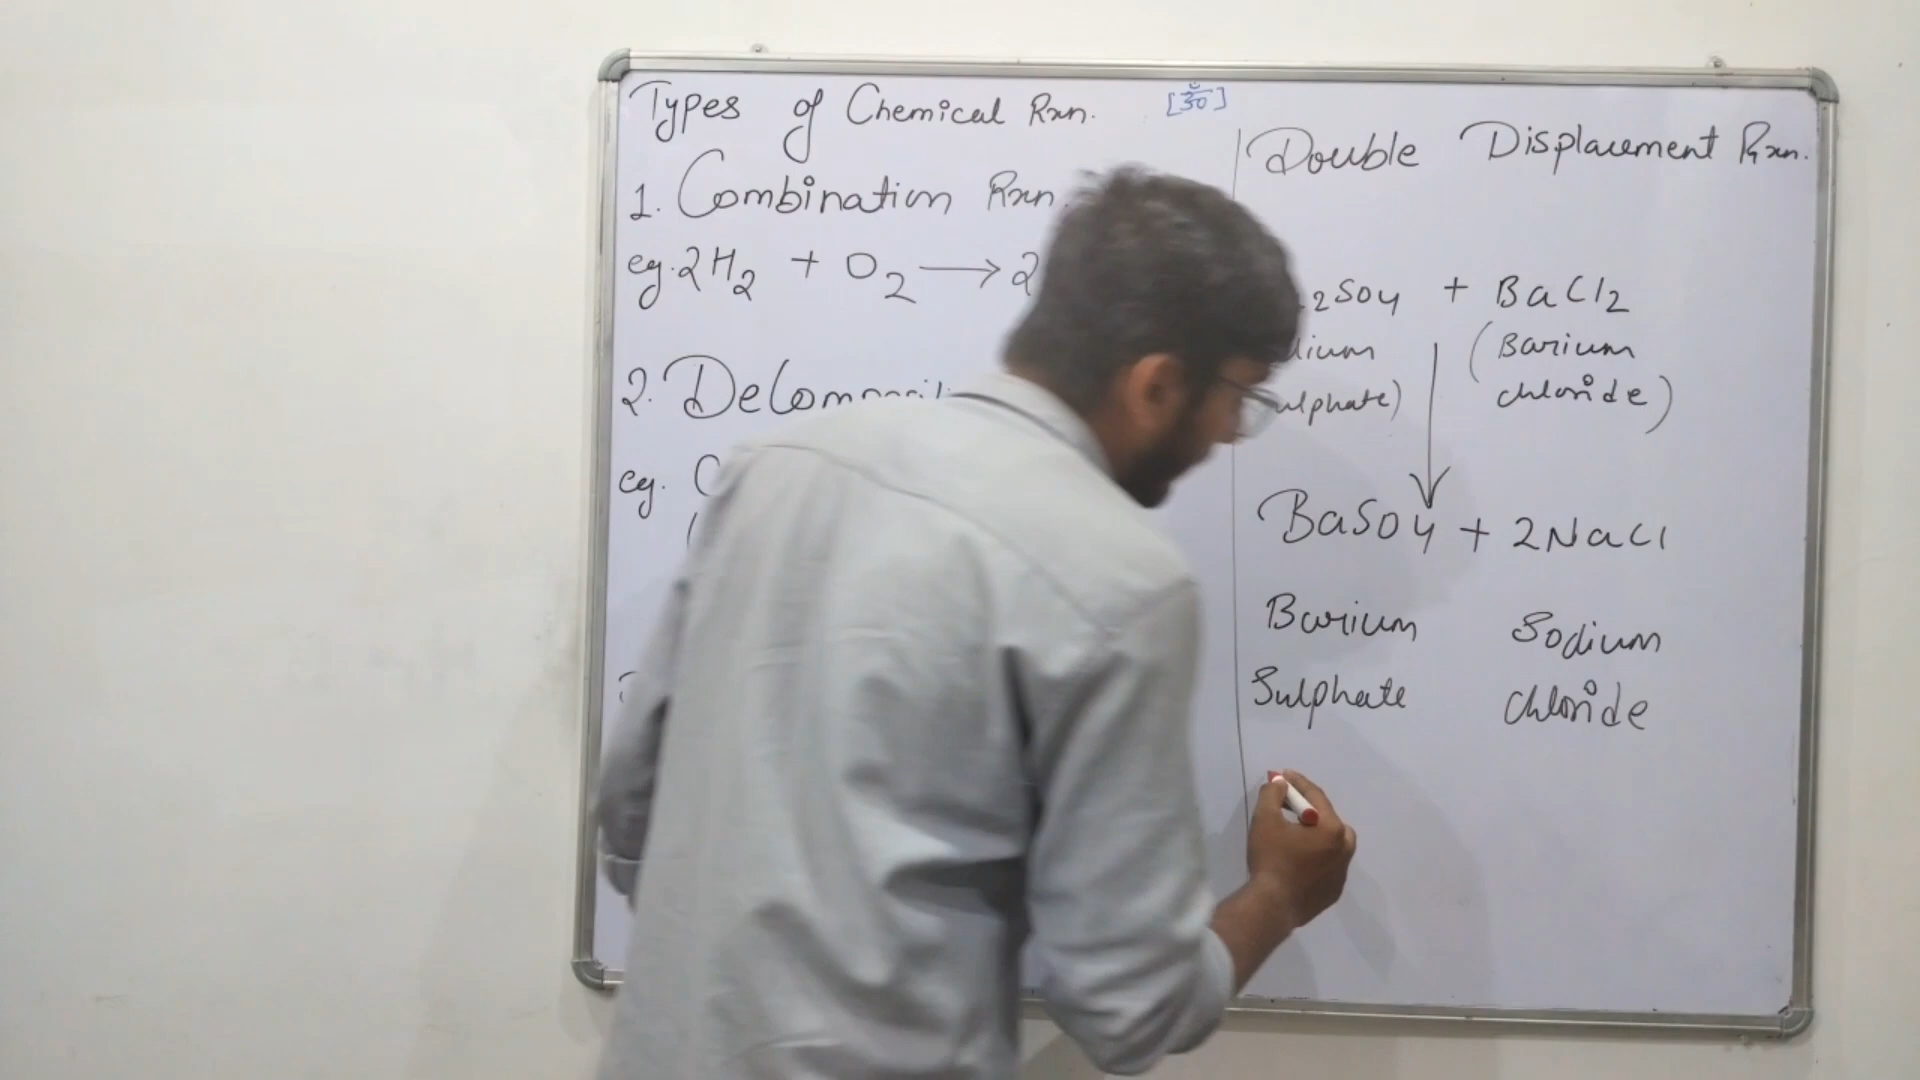 Types of Chemical Rxn. [ॐ]
1. Combination Rxn.
eg. 2H2 + O2 → 2
2. Decomposi
eg. C
Double Displacement Rxn.
2SO4 + BaCl2
dium (Barium
ulphate) chloride)
BaSO4 + 2NaCl
Barium Sodium
Sulphate chloride